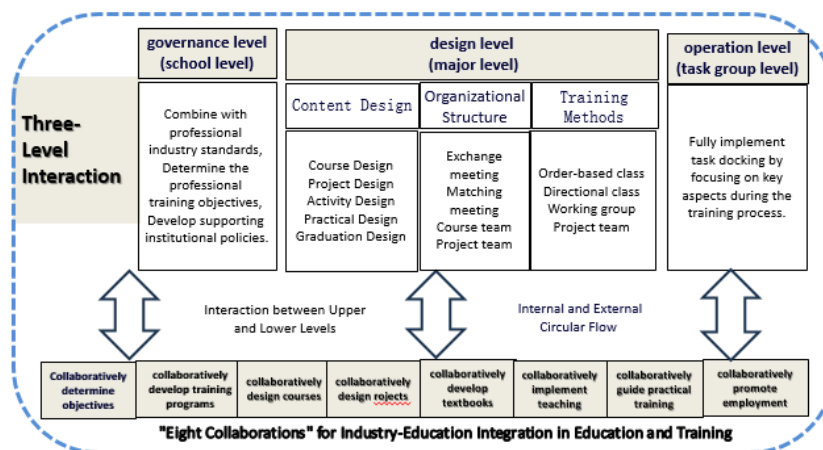 governance level
(school level)
design level
(major level)
operation level
(task group level)
Three-
Level
Interaction
Combine with
professional
industry standards,
Determine the
professional
training objectives,
Develop supporting
institutional policies.
Content Design
Course Design
Project Design
Activity Design
Practical Design
Graduation Design
Organizational
Structure
Exchange
meeting
Matching
meeting
Course team
Project team
Training
Methods
Order-based class
Directional class
Working group
Project team
Fully implement
task docking by
focusing on key
aspects during the
training process.
Interaction between Upper
and Lower Levels
Internal and External
Circular Flow
Collaboratively
determine
objectives
collaboratively
develop training
programs
collaboratively
design courses
collaboratively
design rojects
collaboratively
develop
textbooks
collaboratively
implement
teaching
collaboratively
guide practical
training
collaboratively
promote
employment
"Eight Collaborations" for Industry-Education Integration in Education and Training